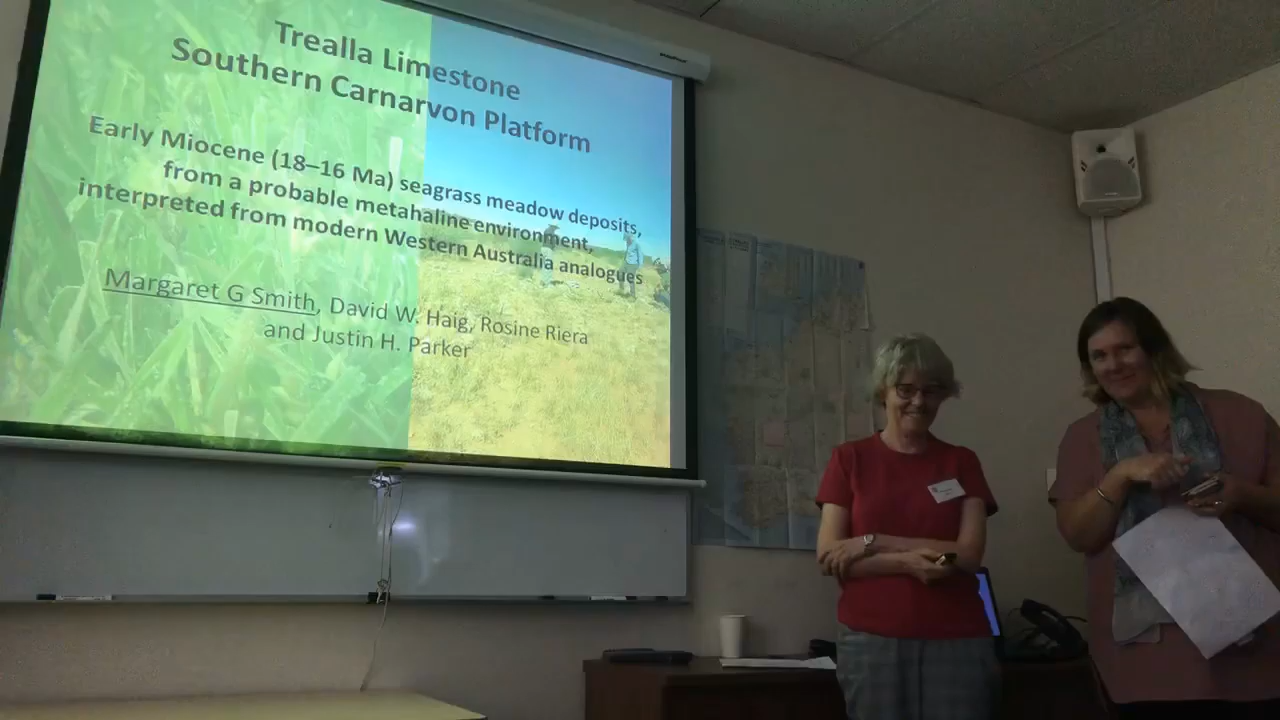 Trealla Limestone
Southern Carnarvon Platform
Early Miocene (18–16 Ma) seagrass meadow deposits,
from a probable metahaline environment,
interpreted from modern Western Australia analogues
Margaret G Smith, David W. Haig, Rosine Riera
and Justin H. Parker